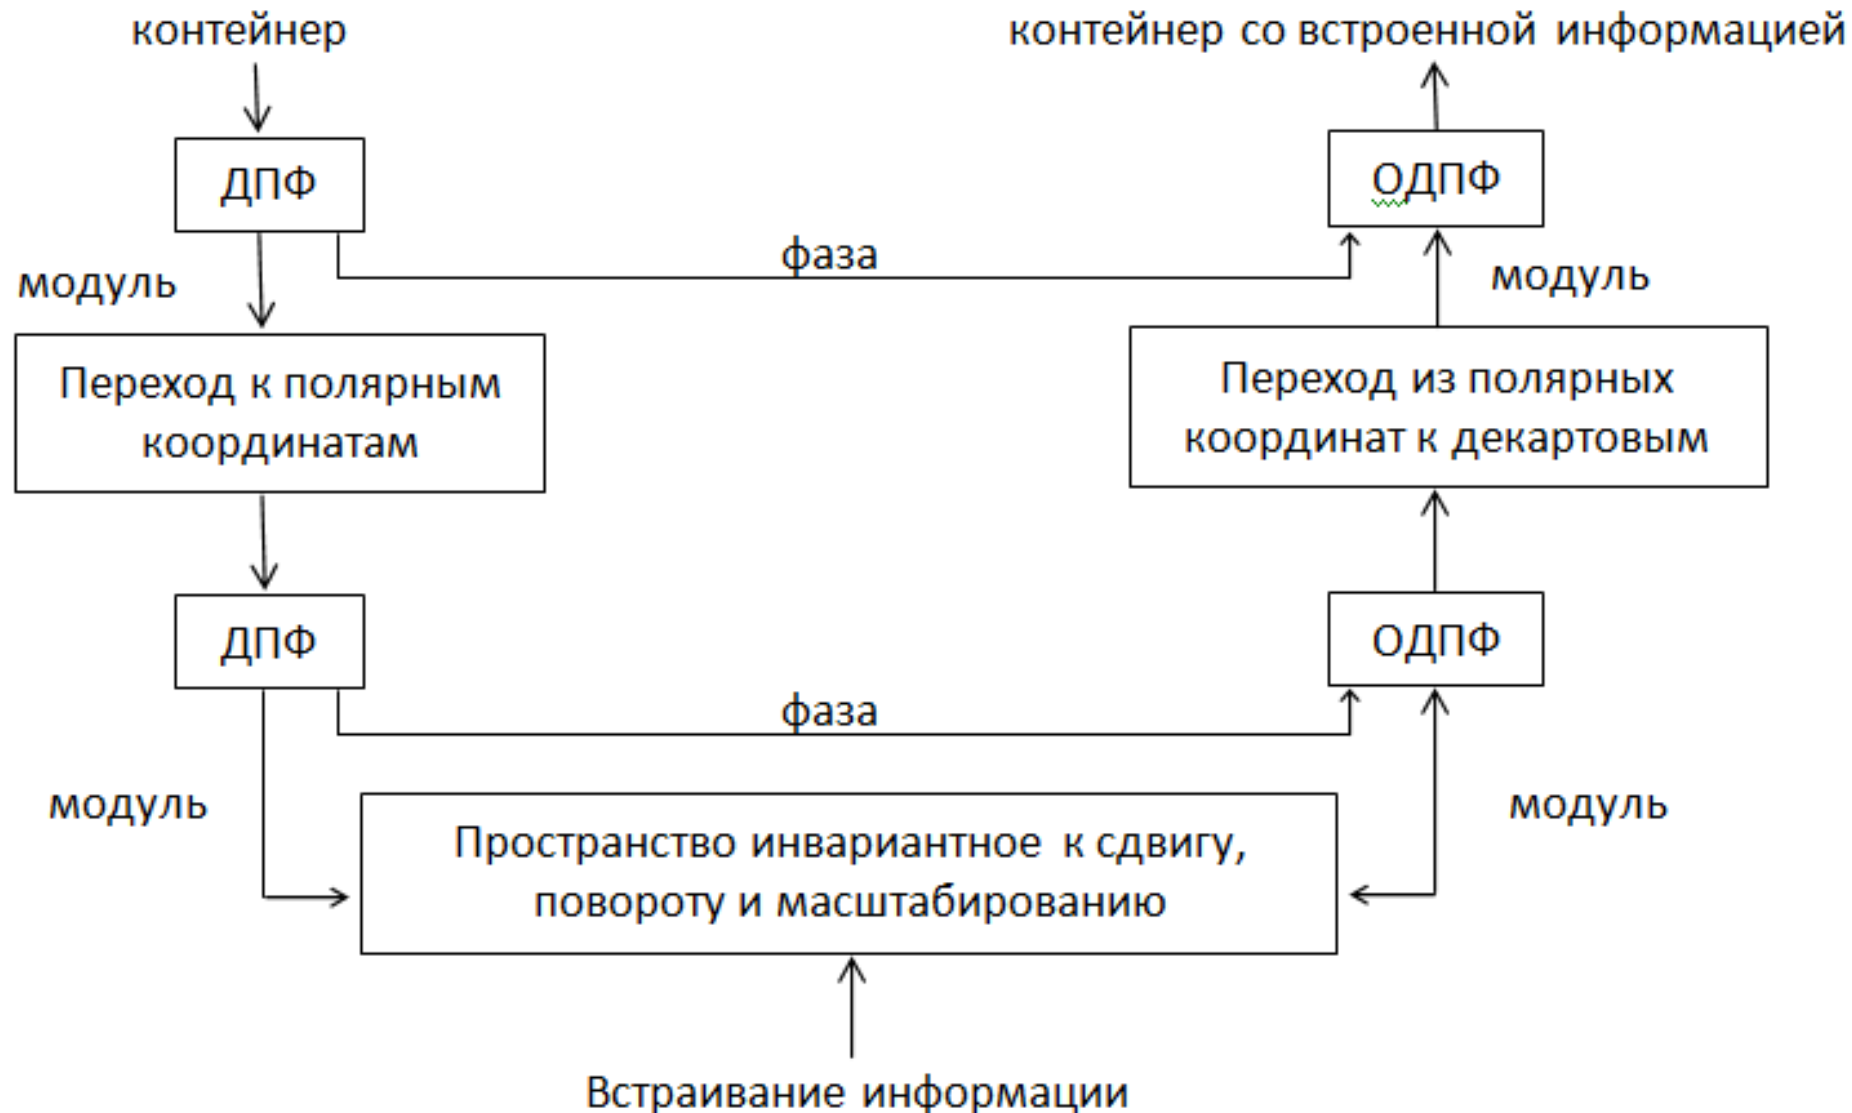 контейнер
контейнер со встроенной информацией
ДПФ
ОДПФ
фаза
модуль
модуль
Переход к полярным
координатам
Переход из полярных
координат к декартовым
ДПФ
ОДПФ
фаза
модуль
модуль
Пространство инвариантное к сдвигу,
повороту и масштабированию
Встраивание информации